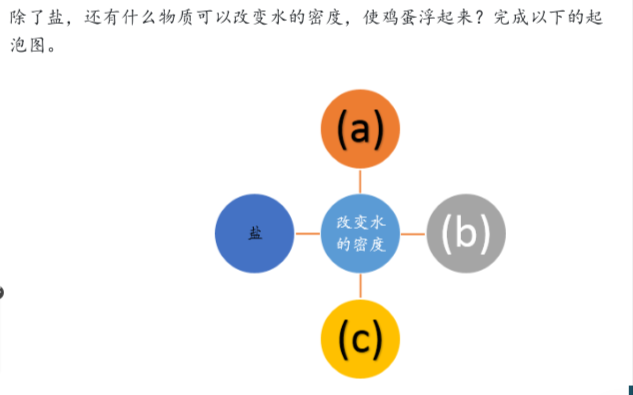 除了盐，还有什么物质可以改变水的密度，使鸡蛋浮起来？完成以下的起
泡图。
(a)
盐
改变水
的密度
(b)
(c)